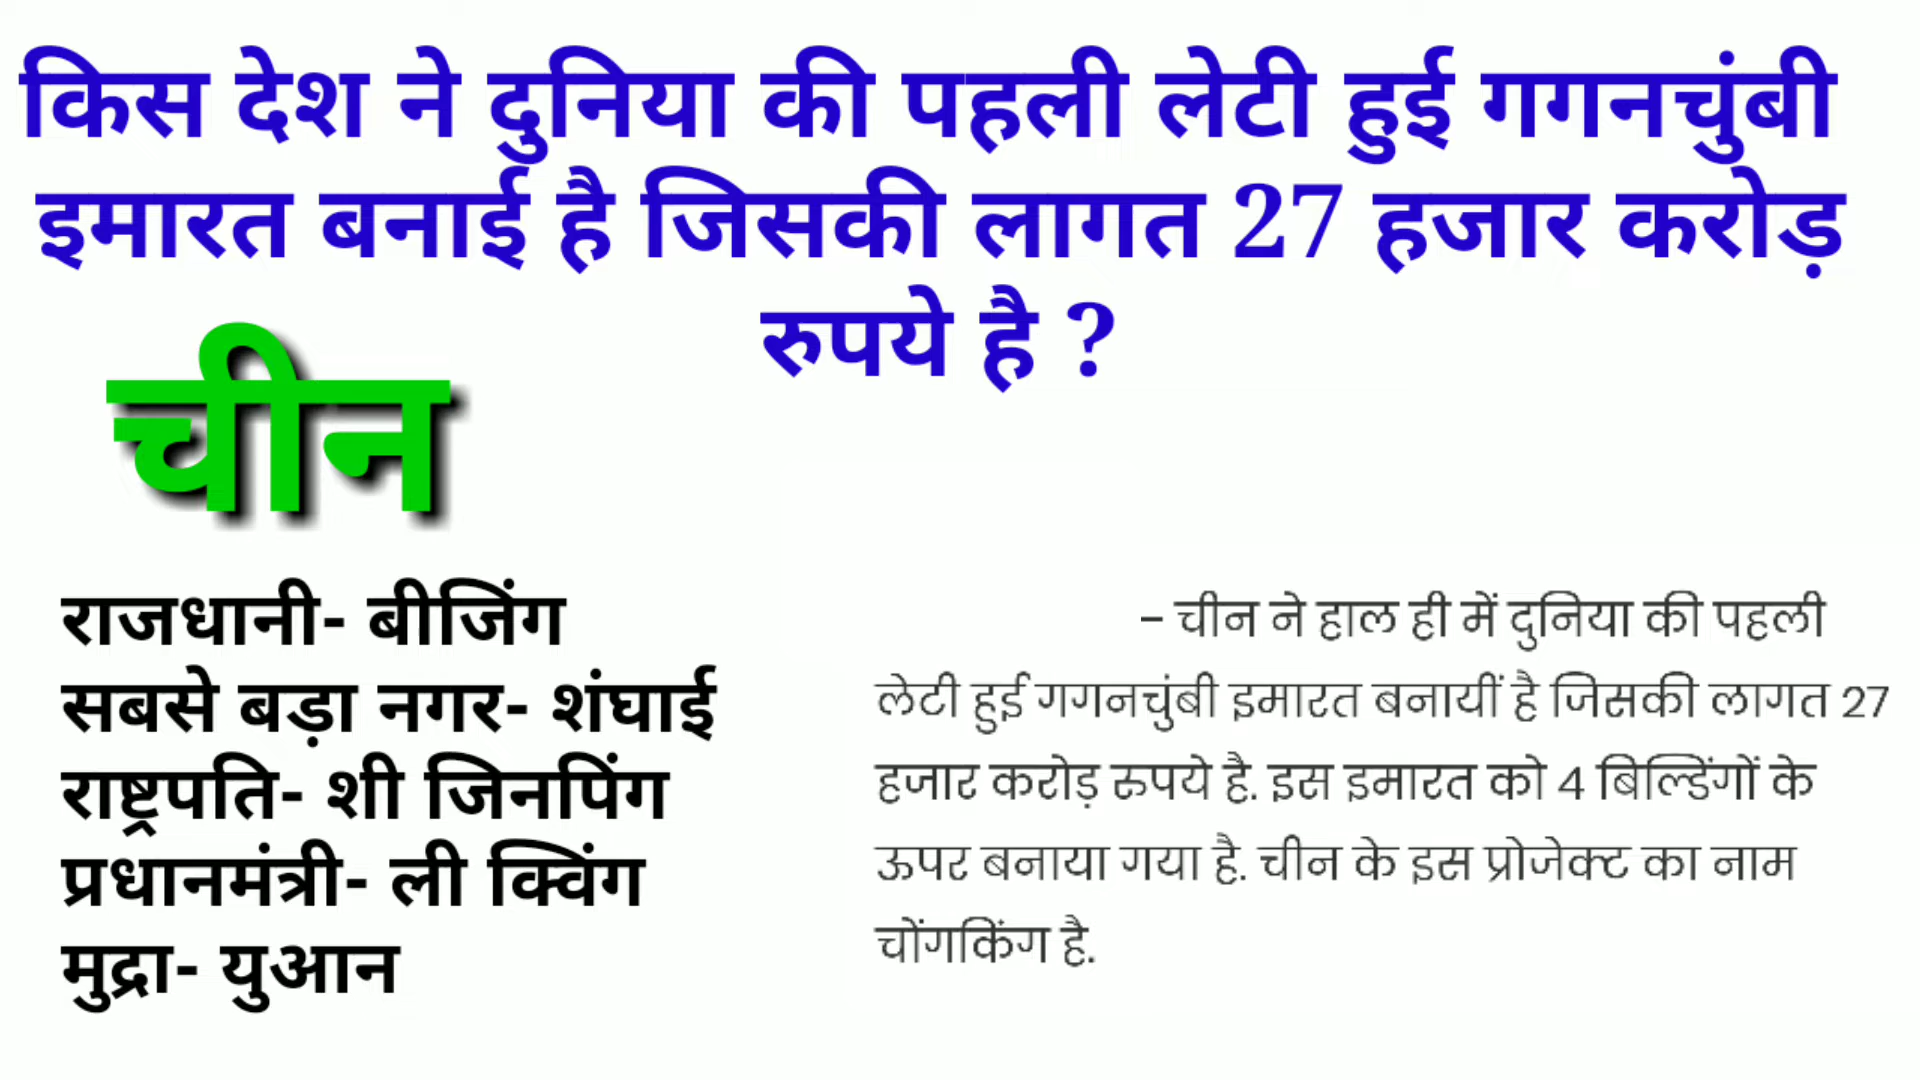 किस देश ने दुनिया की पहली लेटी हुई गगनचुंबी
इमारत बनाई है जिसकी लागत 27 हजार करोड़
रुपये है ?
चीन
राजधानी- बीजिंग
सबसे बड़ा नगर- शंघाई
राष्ट्रपति- शी जिनपिंग
प्रधानमंत्री- ली क्विंग
मुद्रा- युआन
– चीन ने हाल ही में दुनिया की पहली
लेटी हुई गगनचुंबी इमारत बनायीं है जिसकी लागत 27
हजार करोड़ रुपये है. इस इमारत को 4 बिल्डिंगों के
ऊपर बनाया गया है. चीन के इस प्रोजेक्ट का नाम
चोंगकिंग है.